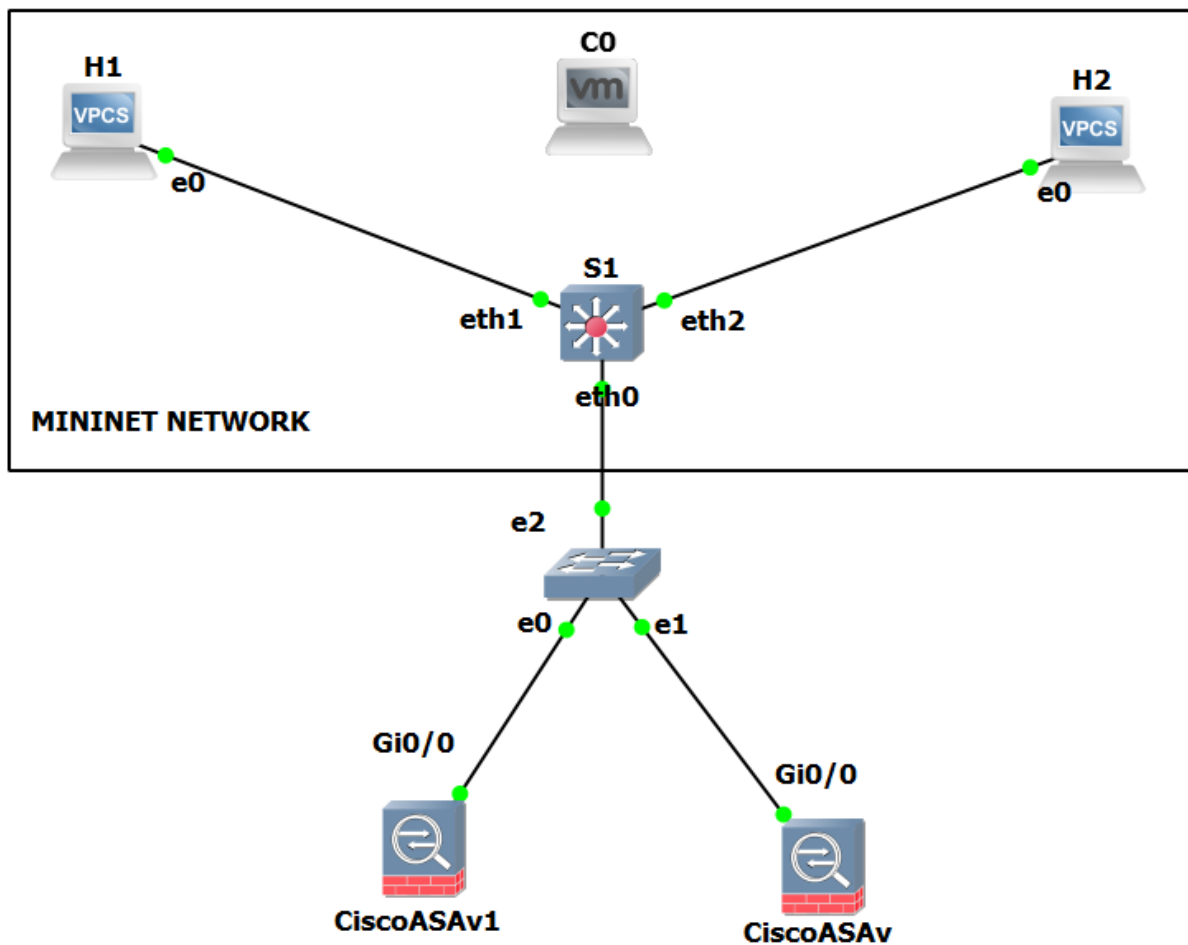 C0
H1
H2
vm
VPCS
VPCS
e0
e0
S1
eth1
eth2
eth0
MININET NETWORK
e2
e0
e1
Gi0/0
Gi0/0
CiscoASAv1
CiscoASAv